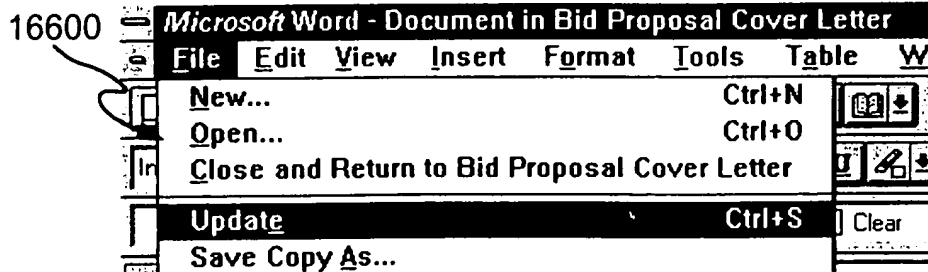 16600
Microsoft Word - Document in Bid Proposal Cover Letter
File Edit View Insert Format Tools Table W
New... Ctrl+N
Open... Ctrl+O
In Close and Return to Bid Proposal Cover Letter
Update Ctrl+S Clear
Save Copy As...